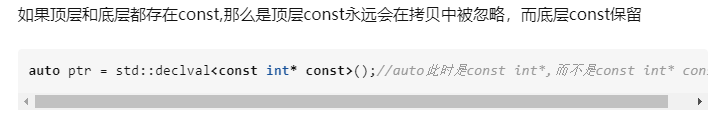 如果顶层和底层都存在const,那么是顶层const永远会在拷贝中被忽略，而底层const保留
auto ptr = std::declval<const int* const>();//auto此时是const int*,而不是const int* con